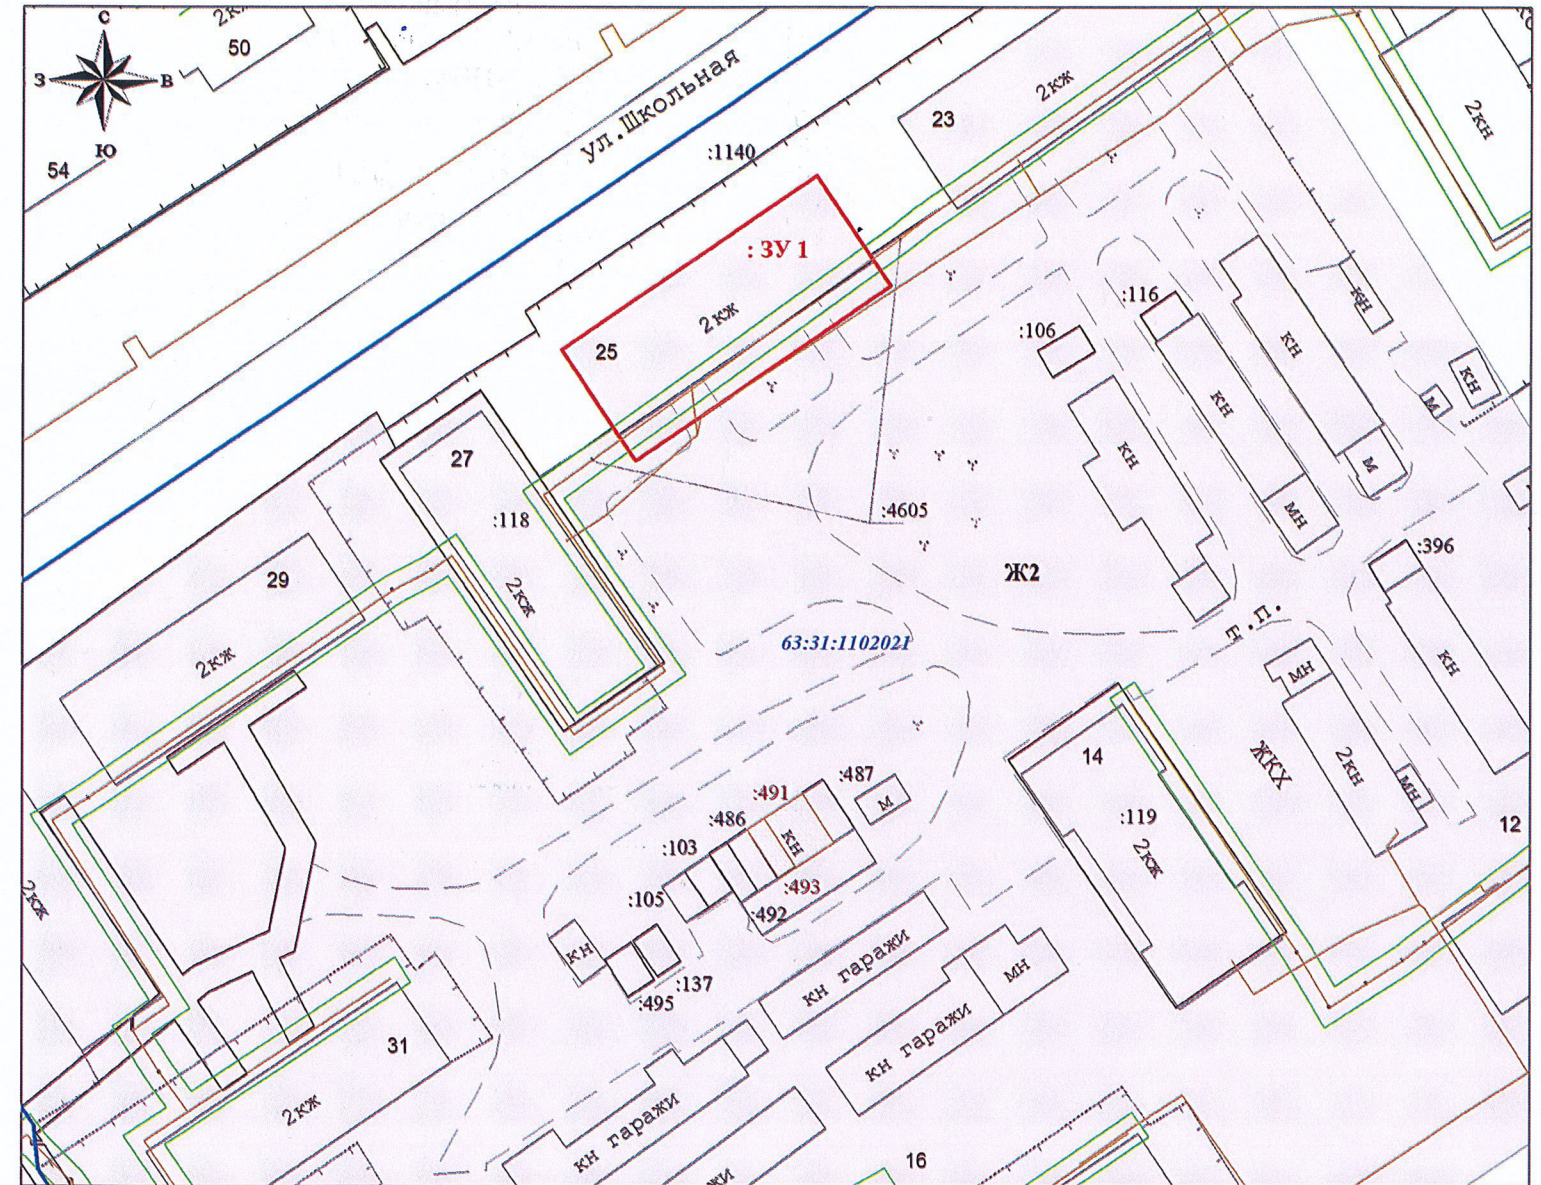 С
З
В
Ю
2кж
50
54
ул.Школьная
:1140
23
2кж
2кн
: ЗУ 1
2кж
25
:116
:106
кн
кн
кн
кн
м
кн
м
27
:118
2кж
:4605
мн
:396
Ж2
29
2кж
63:31:1102021
н.п.
кн
мн
14
:119
2кж
ЖКХ
2кн
мн
12
:487
м
:491
:486
кн
:103
:493
:105
:492
2кж
кн
:137
:495
кн гаражи
мн
кн гаражи
31
2кж
кн гаражи
16